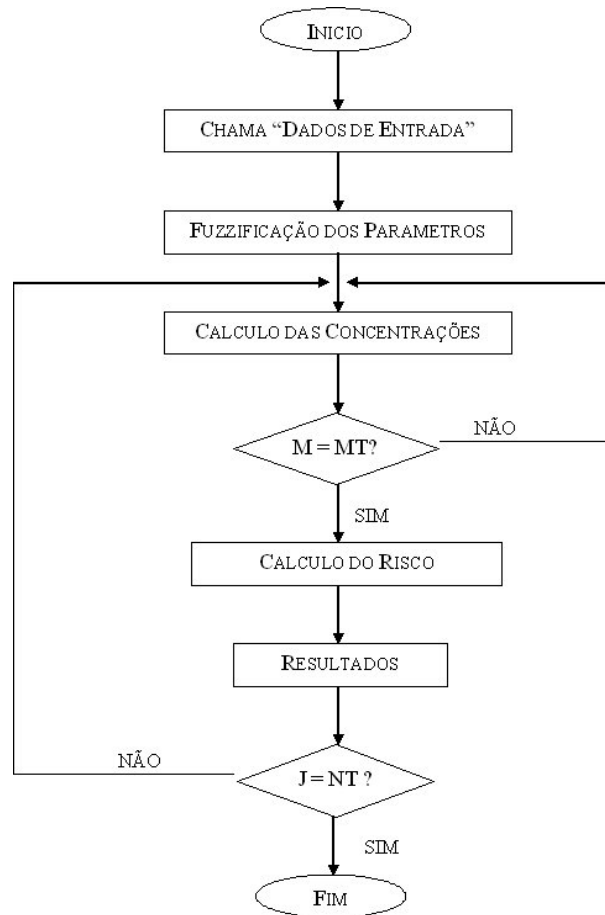 INICIO
CHAMA “DADOS DE ENTRADA”
FUZZIFICAÇÃO DOS PARAMETROS
CALCULO DAS CONCENTRAÇÕES
M = MT?
NÃO
SIM
CALCULO DO RISCO
RESULTADOS
NÃO
J = NT ?
SIM
FIM